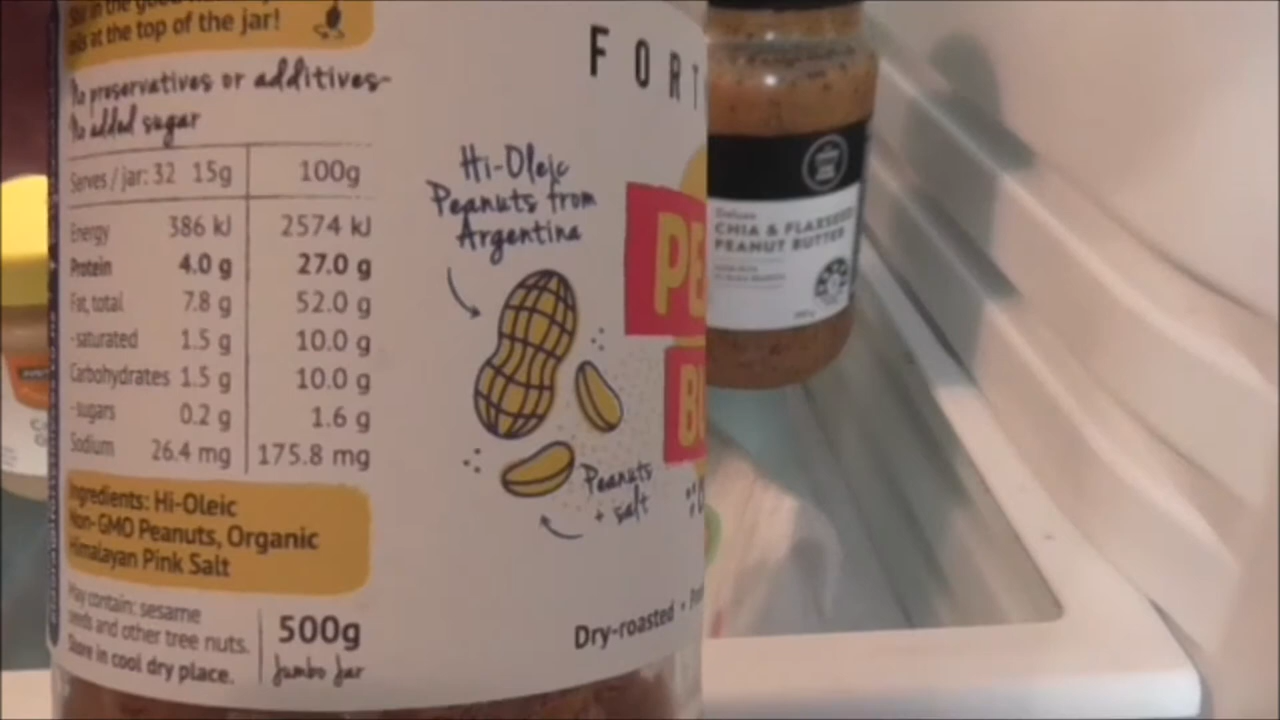 at the top of the jar!
No preservatives or additives-
No added sugar
Serves / jar: 32 15g 100g
Energy 386 kJ 2574 kJ
Protein 4.0 g 27.0 g
Fat, total 7.8 g 52.0 g
-saturated 1.5 g 10.0 g
Carbohydrates 1.5 g 10.0 g
-sugars 0.2 g 1.6 g
Sodium 26.4 mg 175.8 mg
Ingredients: Hi-Oleic
Non-GMO Peanuts, Organic
Himalayan Pink Salt
May contain: sesame
seeds and other tree nuts.
Store in cool dry place.
500g
Jumbo Jar
FORT
Hi-Oleic
Peanuts from
Argentina
PE
BU
Peanuts
+ salt
Dry-roasted
Deluxe
CHIA & FLAXSEED
PEANUT BUTTER